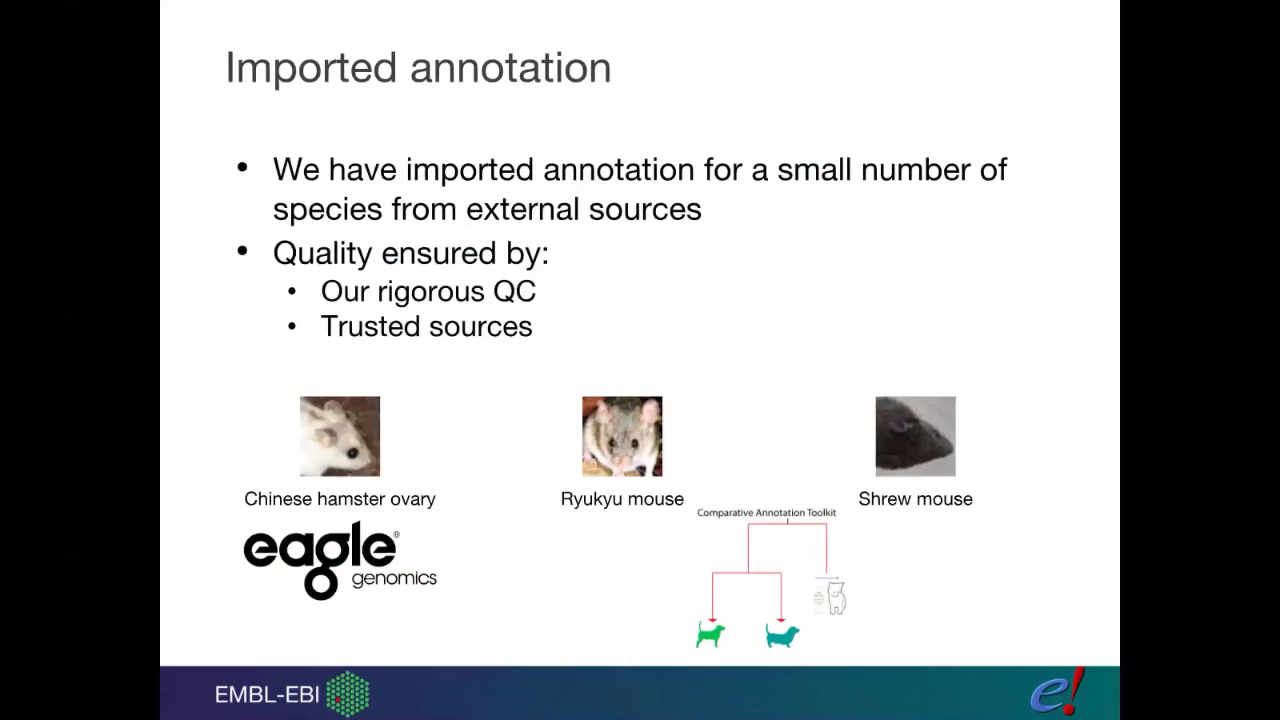 Imported annotation
• We have imported annotation for a small number of
species from external sources
• Quality ensured by:
• Our rigorous QC
• Trusted sources
Chinese hamster ovary
Ryukyu mouse
Shrew mouse
eagle®
genomics
Comparative Annotation Toolkit
EMBL-EBI
e!